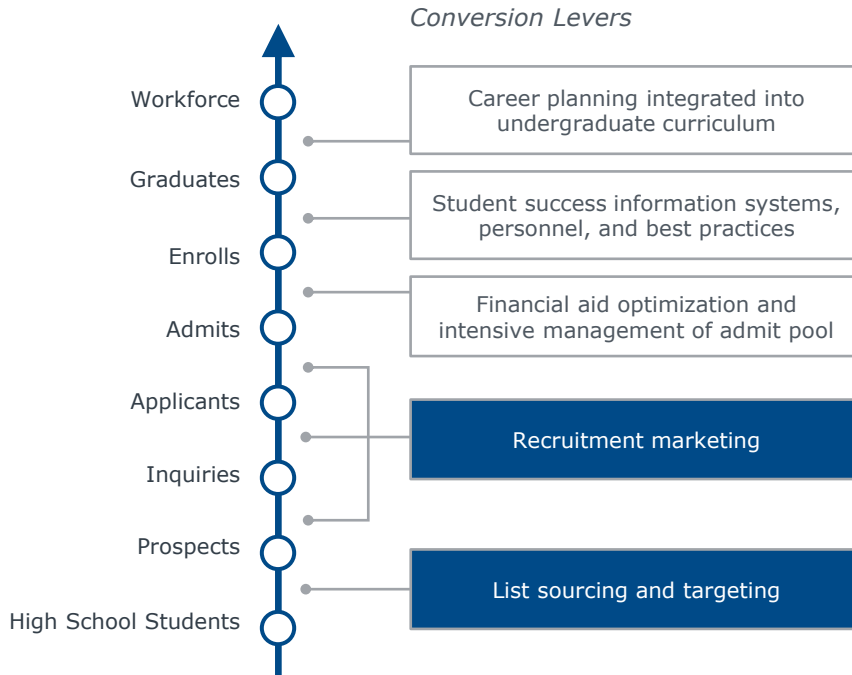 Conversion Levers
Workforce
Career planning integrated into
undergraduate curriculum
Graduates
Student success information systems,
personnel, and best practices
Enrolls
Financial aid optimization and
intensive management of admit pool
Admits
Applicants
Recruitment marketing
Inquiries
Prospects
List sourcing and targeting
High School Students